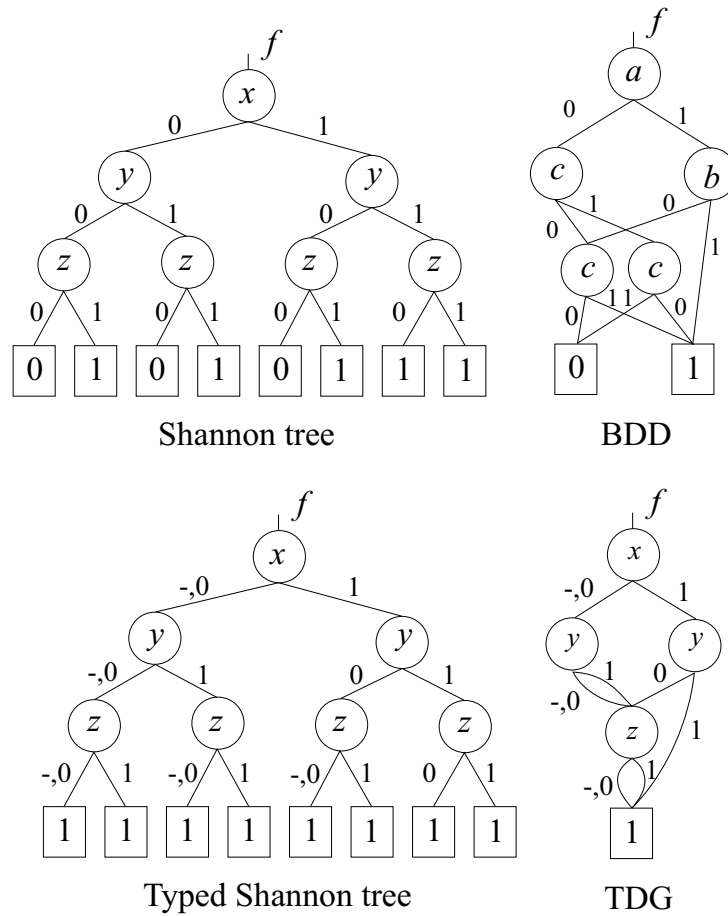 f f
x a
0 1 0 1
y y c b
0 1 0 1 0 1 0 1
z z z z c c
0 1 0 1 0 1 0 1 0 1 1 0
0 1 0 1 0 1 1 1 0 1
Shannon tree BDD
f f
x x
-,0 1 -,0 1
y y y y
-,0 1 0 1 -,0 1 0 1
z z z z z
-,0 1 -,0 1 -,0 1 0 1 -,0 1
1 1 1 1 1 1 1 1 1
Typed Shannon tree TDG